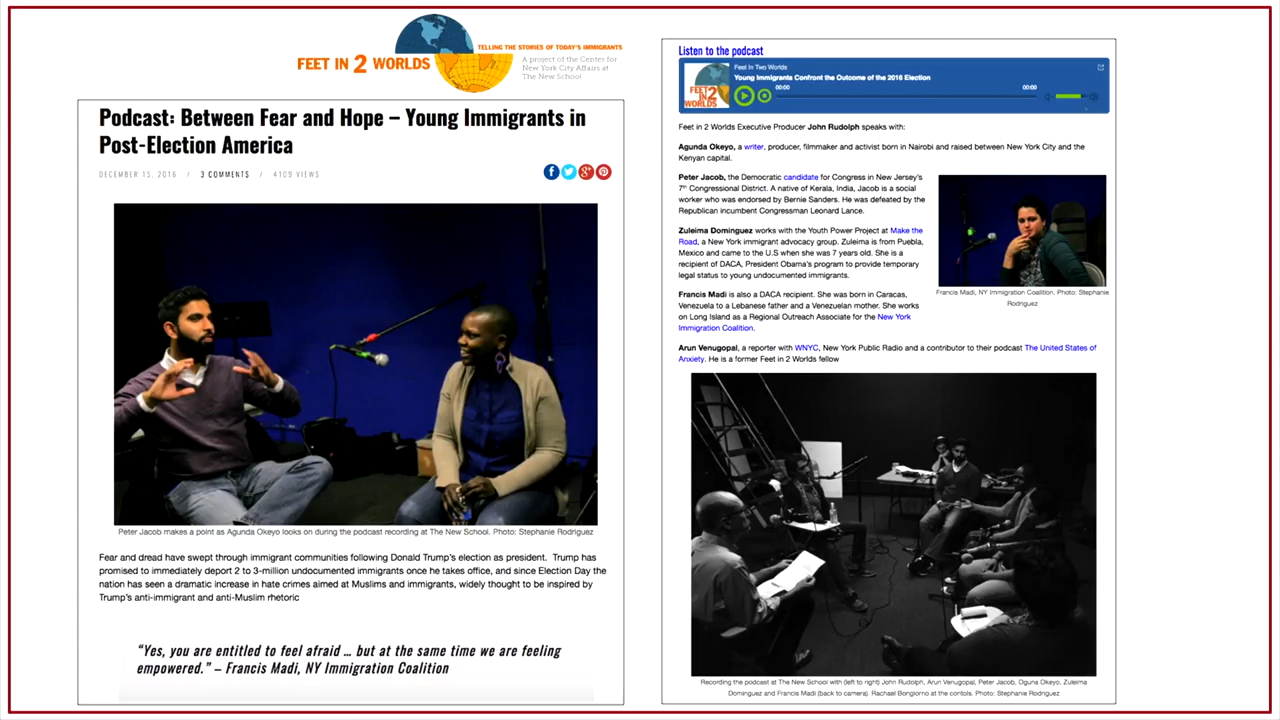 FEET IN 2 WORLDS
TELLING THE STORIES OF TODAY'S IMMIGRANTS
A project of the Center for
New York City Affairs at
The New School
Podcast: Between Fear and Hope – Young Immigrants in
Post-Election America
DECEMBER 15, 2016 / 3 COMMENTS / 4109 VIEWS
Peter Jacob makes a point as Agunda Okeyo looks on during the podcast recording at The New School. Photo: Stephanie Rodriguez
Fear and dread have swept through immigrant communities following Donald Trump's election as president. Trump has
promised to immediately deport 2 to 3-million undocumented immigrants once he takes office, and since Election Day the
nation has seen a dramatic increase in hate crimes aimed at Muslims and immigrants, widely thought to be inspired by
Trump's anti-immigrant and anti-Muslim rhetoric
“Yes, you are entitled to feel afraid … but at the same time we are feeling
empowered.” – Francis Madi, NY Immigration Coalition
Listen to the podcast
FEET IN 2 WORLDS
Feet In Two Worlds
Young Immigrants Confront the Outcome of the 2016 Election
00:00 00:00
Feet in 2 Worlds Executive Producer John Rudolph speaks with:
Agunda Okeyo, a writer, producer, filmmaker and activist born in Nairobi and raised between New York City and the
Kenyan capital.
Peter Jacob, the Democratic candidate for Congress in New Jersey's
7th Congressional District. A native of Kerala, India, Jacob is a social
worker who was endorsed by Bernie Sanders. He was defeated by the
Republican incumbent Congressman Leonard Lance.
Zuleima Dominguez works with the Youth Power Project at Make the
Road, a New York immigrant advocacy group. Zuleima is from Puebla,
Mexico and came to the U.S when she was 7 years old. She is a
recipient of DACA, President Obama's program to provide temporary
legal status to young undocumented immigrants.
Francis Madi is also a DACA recipient. She was born in Caracas,
Venezuela to a Lebanese father and a Venezuelan mother. She works
on Long Island as a Regional Outreach Associate for the New York
Immigration Coalition.
Francis Madi, NY Immigration Coalition. Photo: Stephanie
Rodriguez
Arun Venugopal, a reporter with WNYC, New York Public Radio and a contributor to their podcast The United States of
Anxiety. He is a former Feet in 2 Worlds fellow
Recording the podcast at The New School with (left to right) John Rudolph, Arun Venugopal, Peter Jacob, Oguna Okeyo, Zuleima
Dominguez and Francis Madi (back to camera). Rachael Bongiorno at the contols. Photo: Stephanie Rodriguez